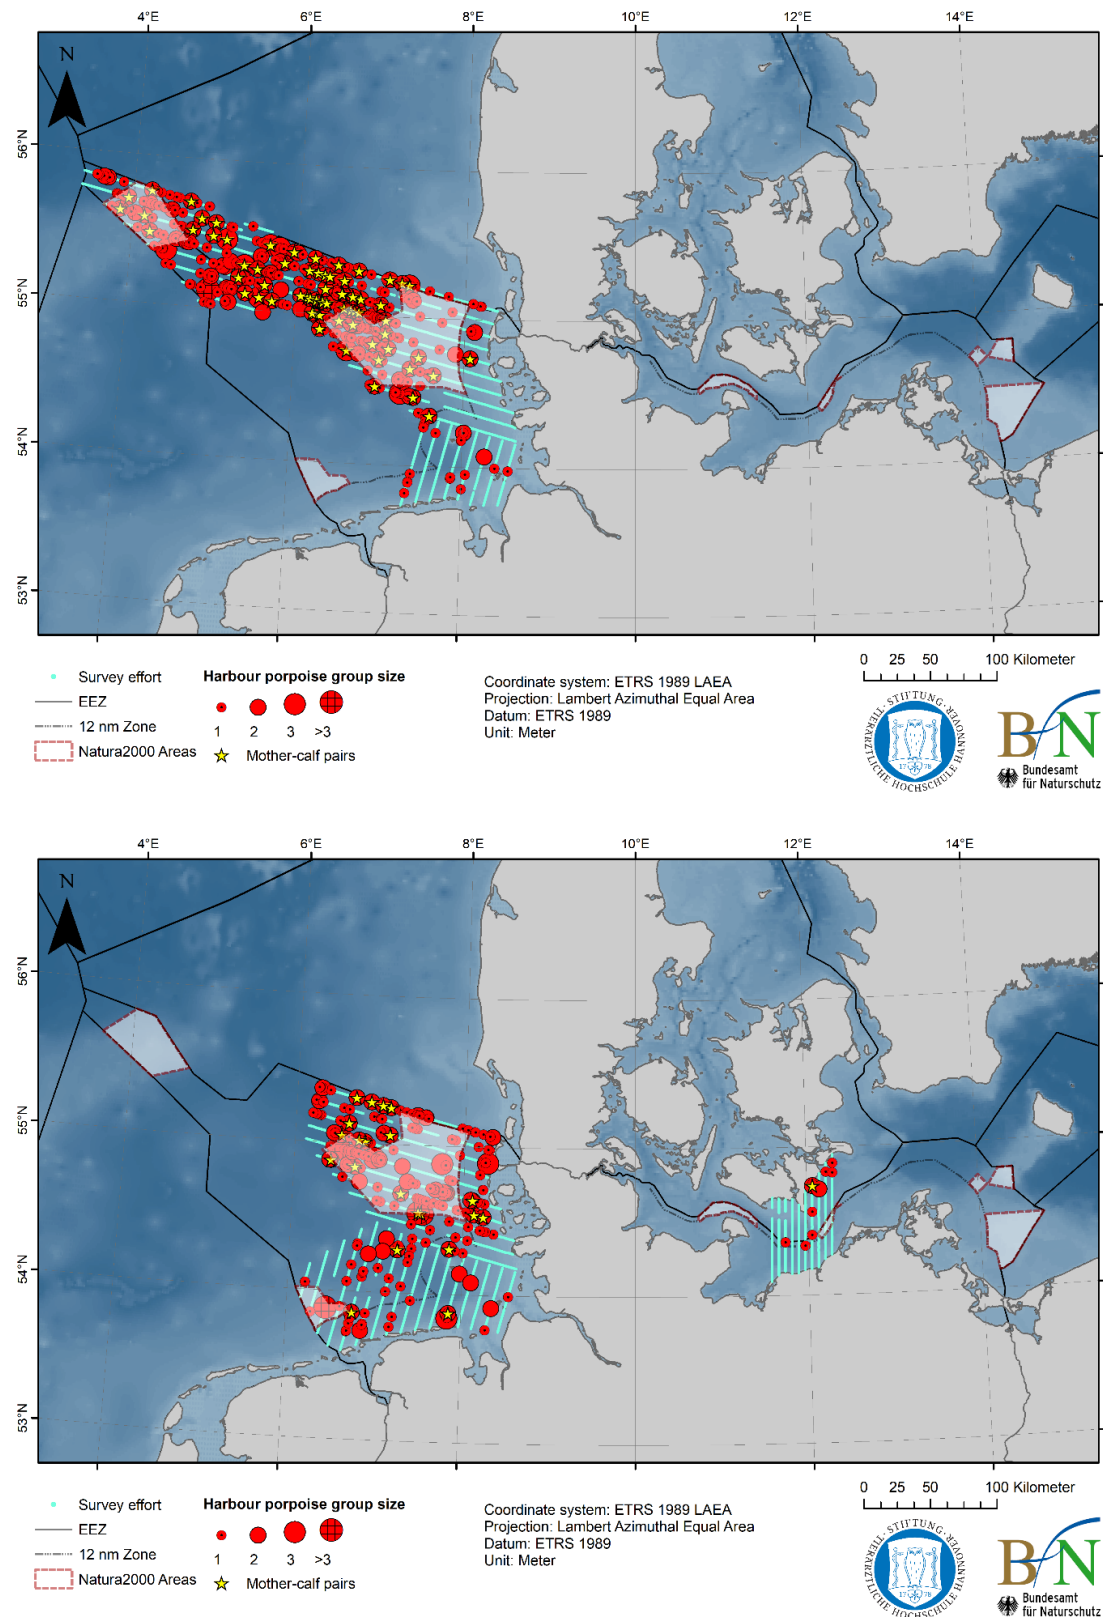 4°E 6°E 8°E 10°E 12°E 14°E
N
56°N
55°N
54°N
53°N
Survey effort
EEZ
12 nm Zone
Natura2000 Areas
Harbour porpoise group size
1 2 3 >3
Mother-calf pairs
Coordinate system: ETRS 1989 LAEA
Projection: Lambert Azimuthal Equal Area
Datum: ETRS 1989
Unit: Meter
0 25 50 100 Kilometer
STIFTUNG · TIERÄRZTLICHE HOCHSCHULE HANNOVER
1778
BfN
Bundesamt
für Naturschutz
4°E 6°E 8°E 10°E 12°E 14°E
N
56°N
55°N
54°N
53°N
Survey effort
EEZ
12 nm Zone
Natura2000 Areas
Harbour porpoise group size
1 2 3 >3
Mother-calf pairs
Coordinate system: ETRS 1989 LAEA
Projection: Lambert Azimuthal Equal Area
Datum: ETRS 1989
Unit: Meter
0 25 50 100 Kilometer
STIFTUNG · TIERÄRZTLICHE HOCHSCHULE HANNOVER
1778
BfN
Bundesamt
für Naturschutz